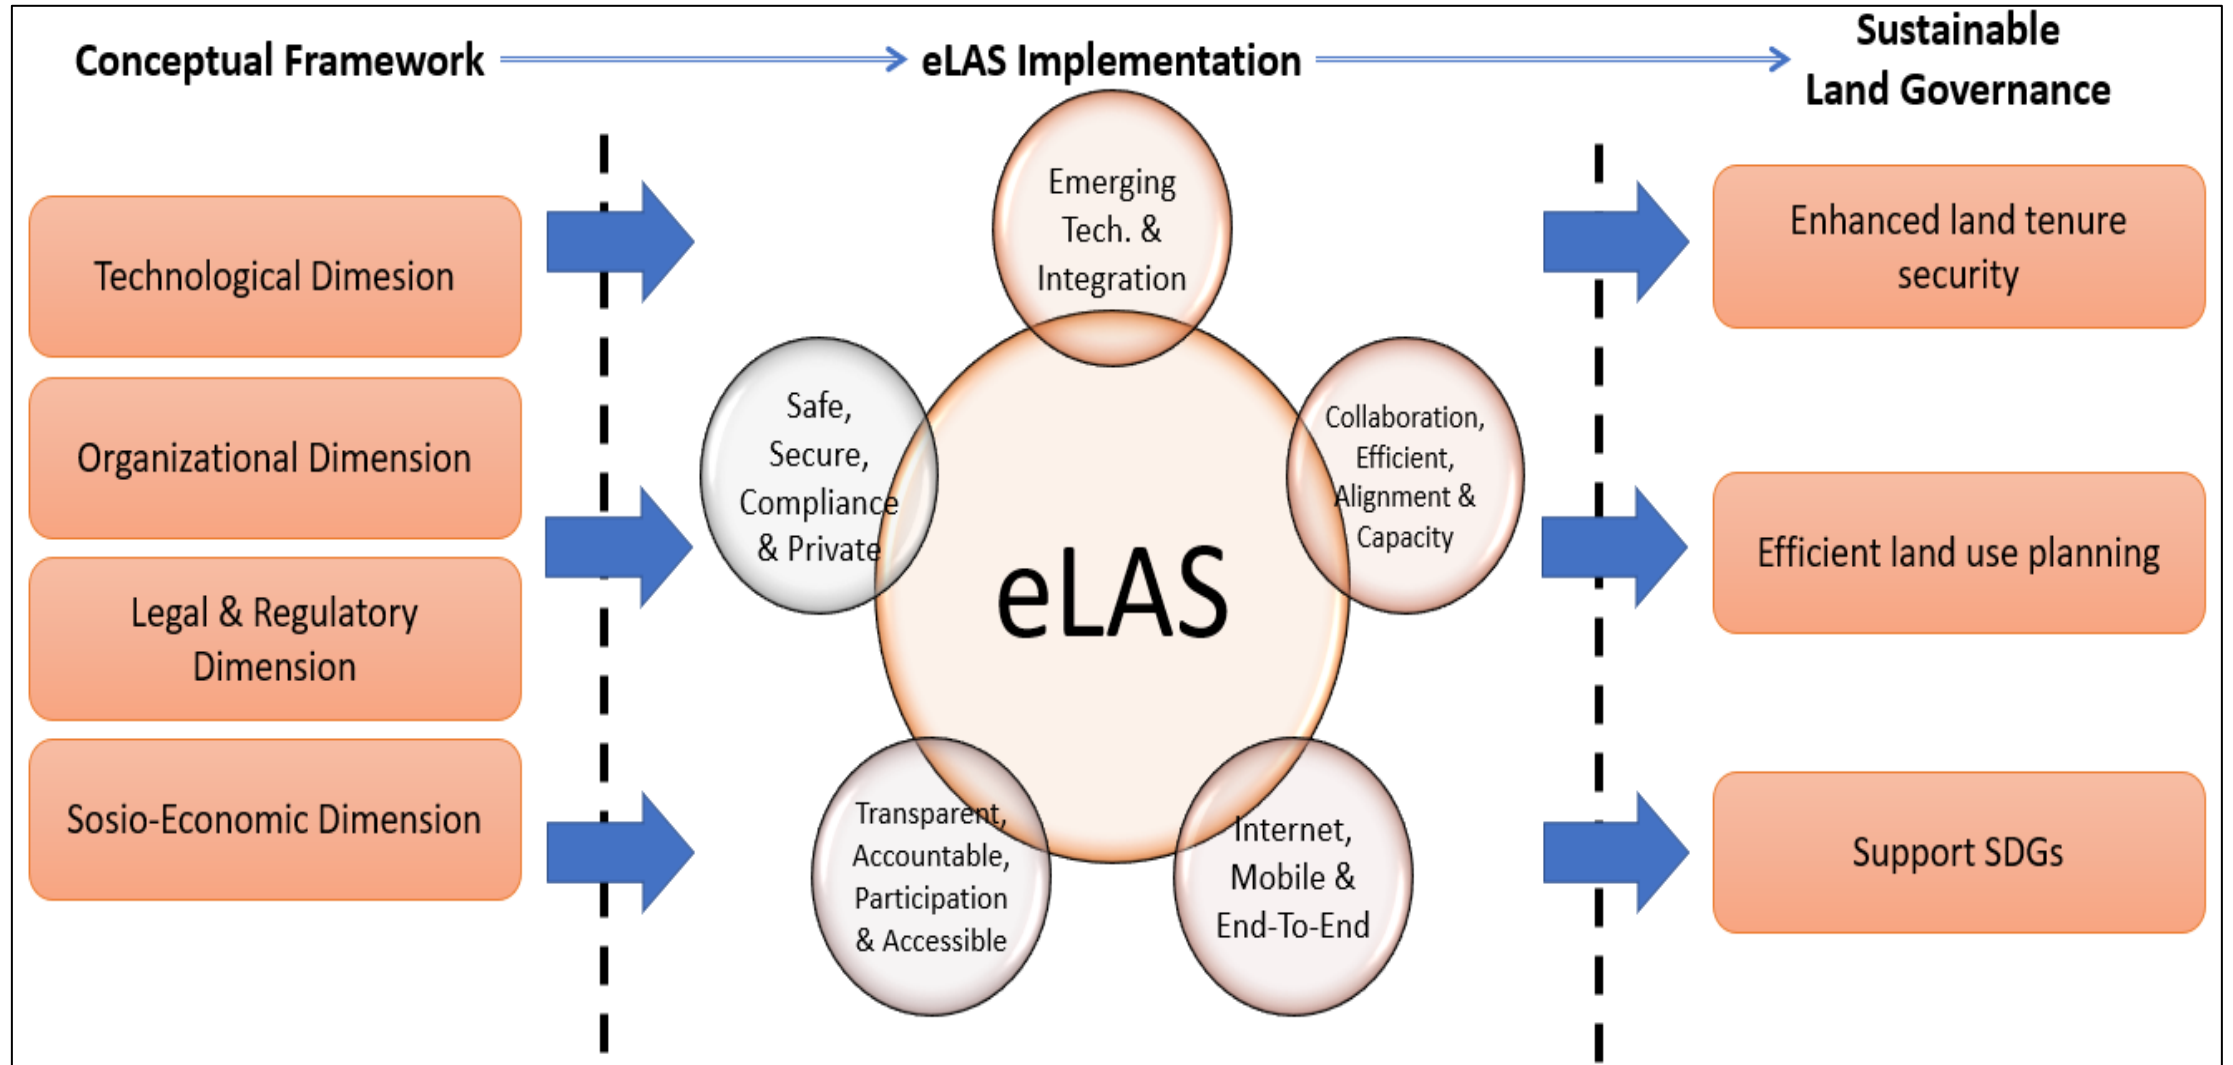 Conceptual Framework
eLAS Implementation
Sustainable
Land Governance
Technological Dimesion
Organizational Dimension
Legal & Regulatory
Dimension
Sosio-Economic Dimension
Emerging
Tech. &
Integration
Safe,
Secure,
Compliance
& Private
Collaboration,
Efficient,
Alignment &
Capacity
eLAS
Transparent,
Accountable,
Participation
& Accessible
Internet,
Mobile &
End-To-End
Enhanced land tenure
security
Efficient land use planning
Support SDGs